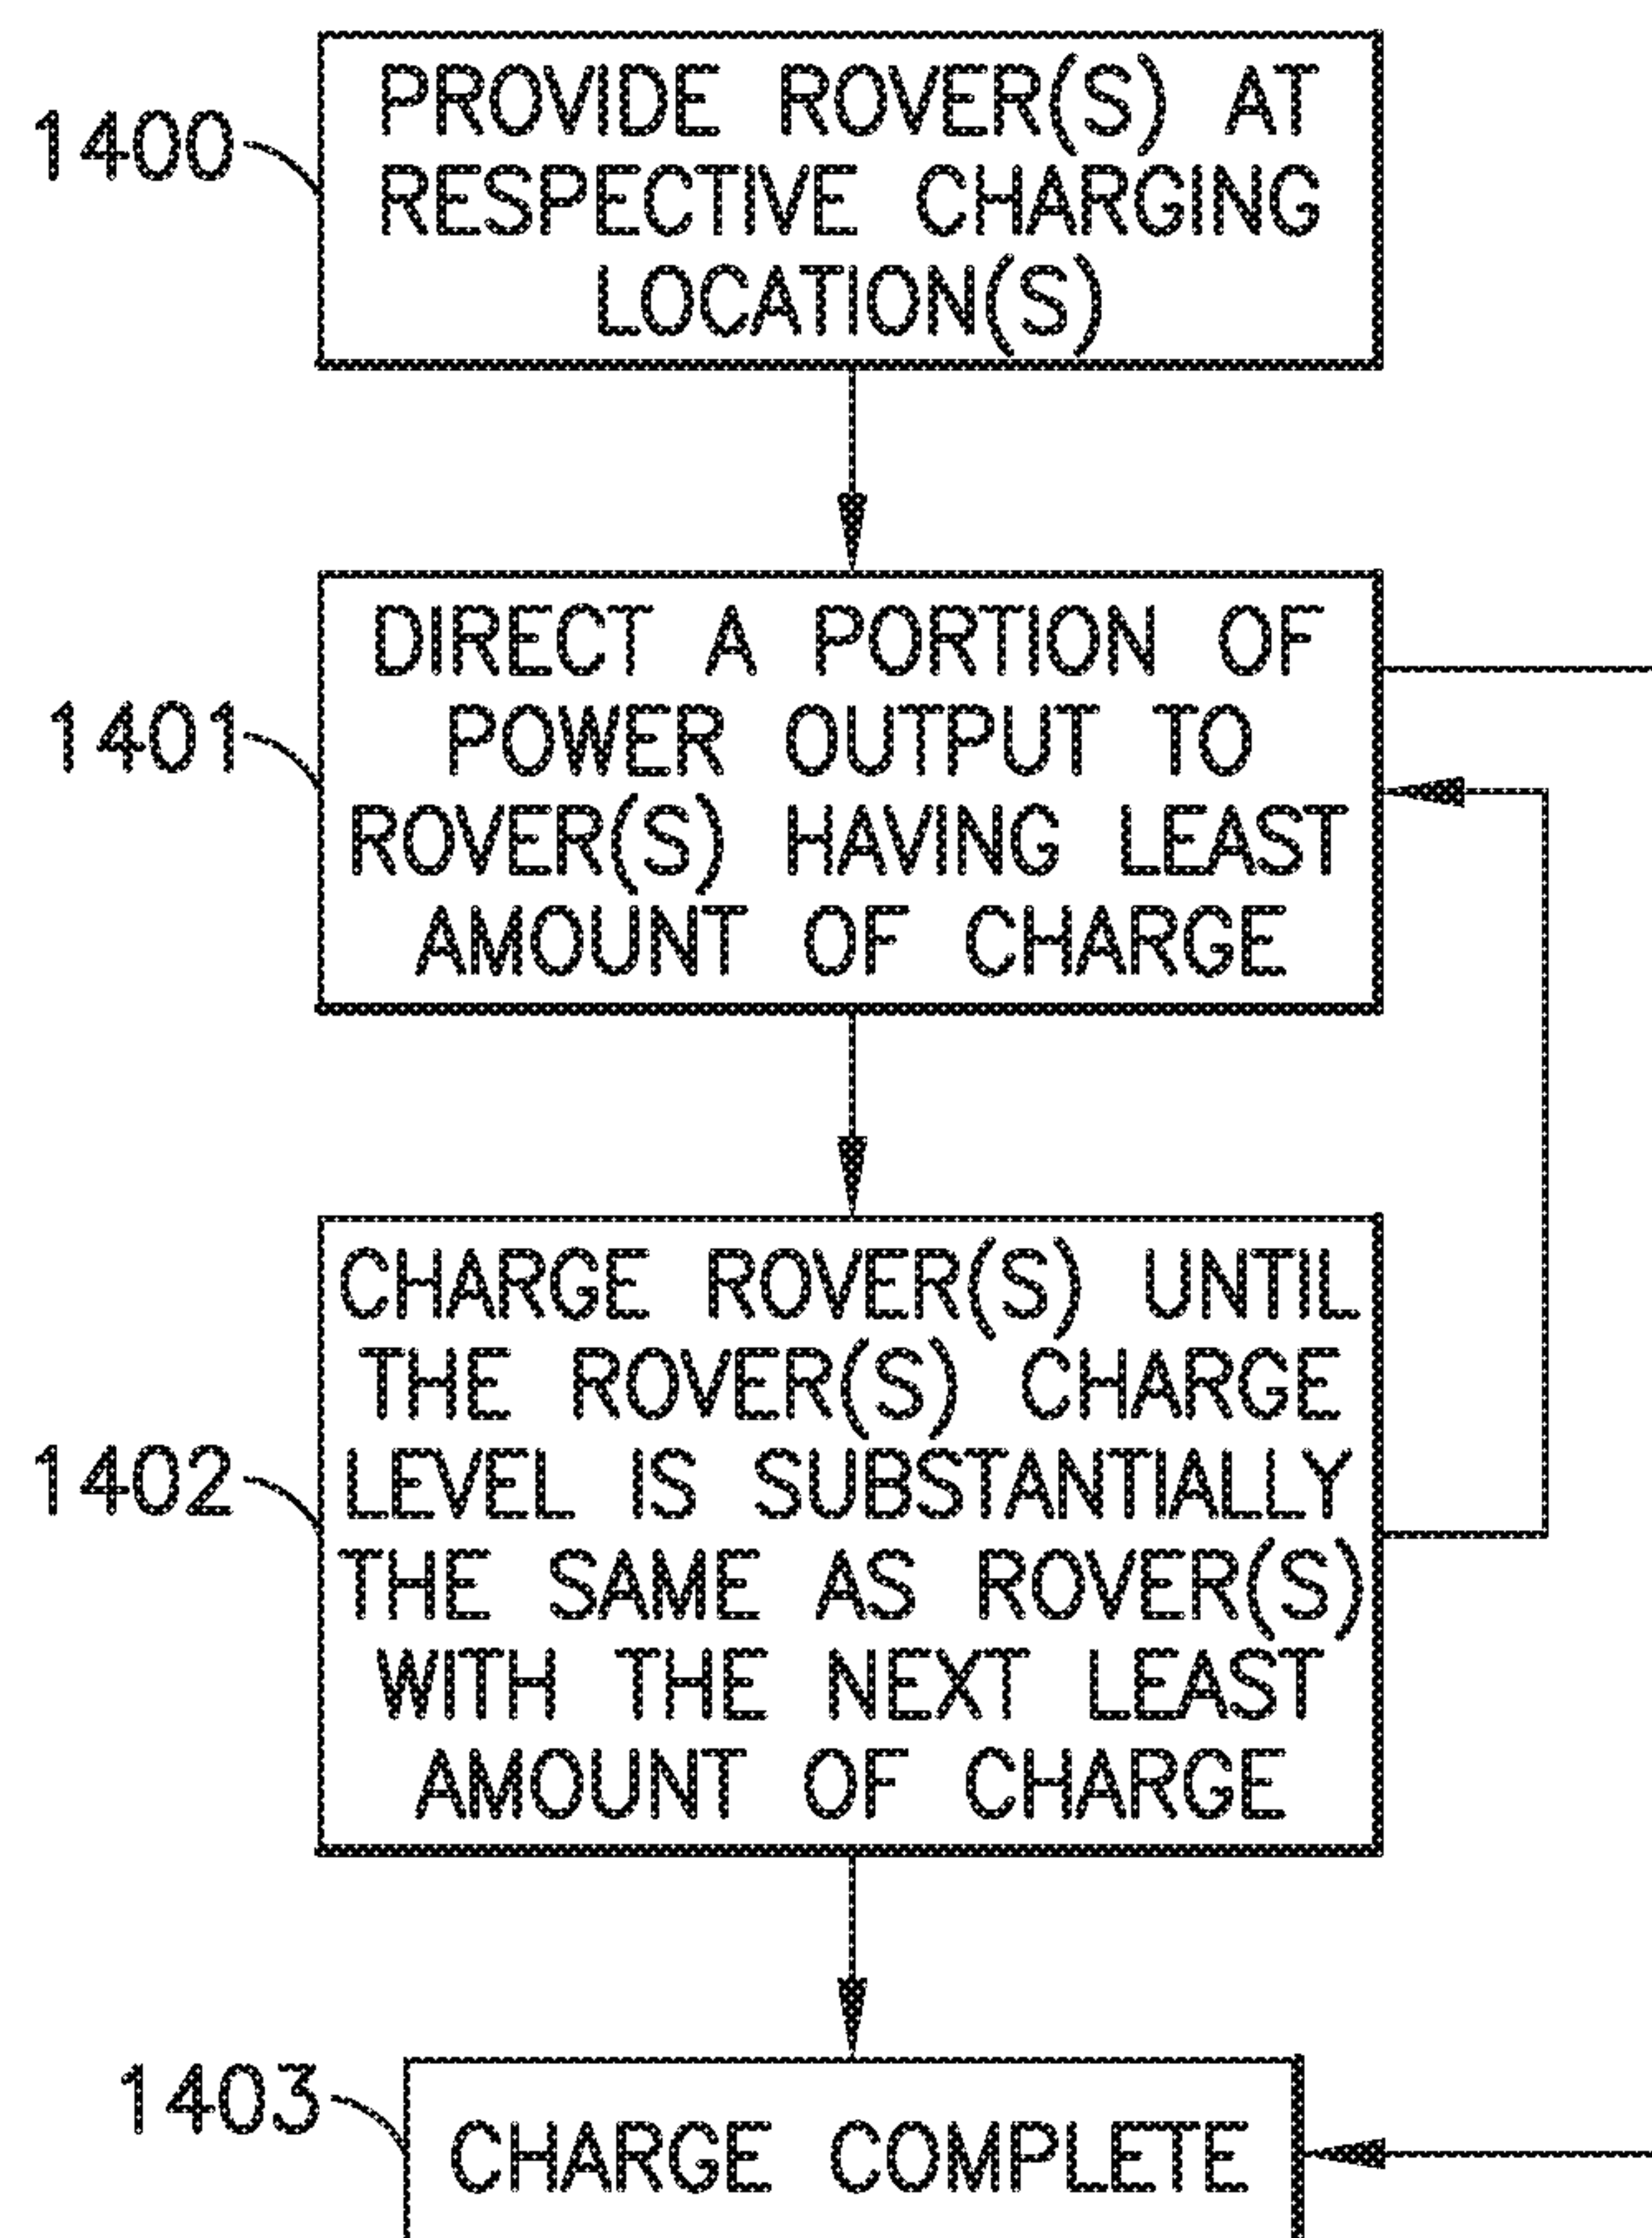 1400
PROVIDE ROVER(S) AT
RESPECTIVE CHARGING
LOCATION(S)
1401
DIRECT A PORTION OF
POWER OUTPUT TO
ROVER(S) HAVING LEAST
AMOUNT OF CHARGE
1402
CHARGE ROVER(S) UNTIL
THE ROVER(S) CHARGE
LEVEL IS SUBSTANTIALLY
THE SAME AS ROVER(S)
WITH THE NEXT LEAST
AMOUNT OF CHARGE
1403
CHARGE COMPLETE